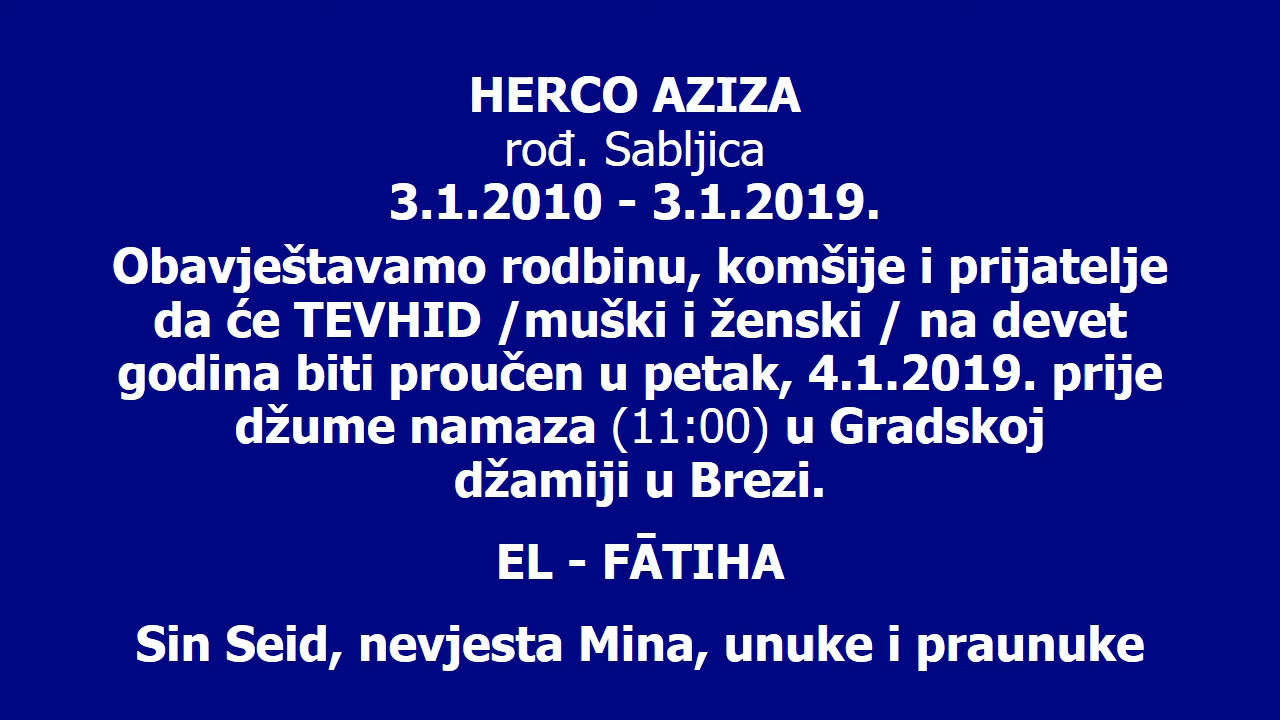 HERCO AZIZA
rođ. Sabljica
3.1.2010 - 3.1.2019.
Obavještavamo rodbinu, komšije i prijatelje
da će TEVHID /muški i ženski / na devet
godina biti proučen u petak, 4.1.2019. prije
džume namaza (11:00) u Gradskoj
džamiji u Brezi.
EL - FĀTIHA
Sin Seid, nevjesta Mina, unuke i praunuke